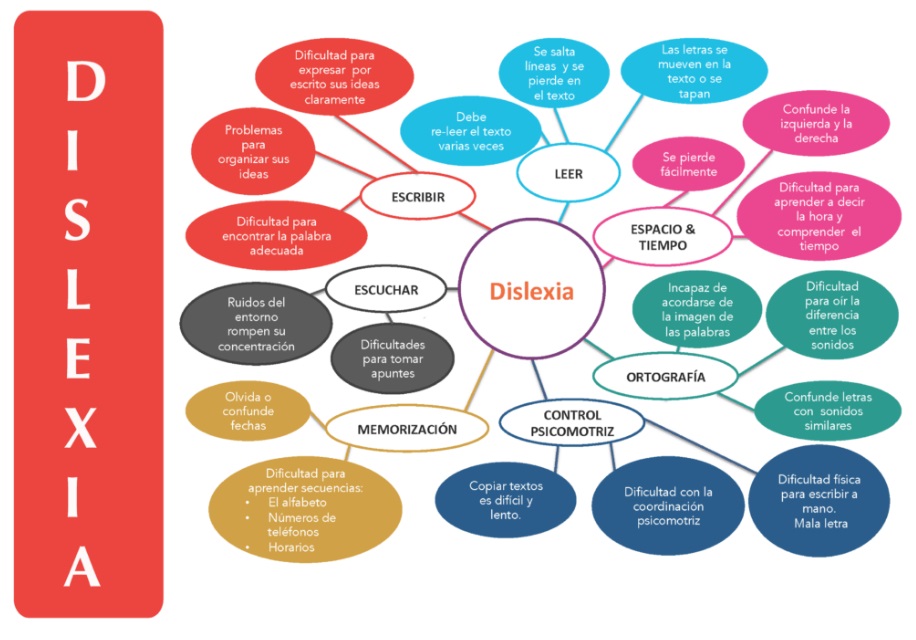 DISLEXIA
Dificultad para
expresar por
escrito sus ideas
claramente
Problemas
para
organizar sus
ideas
Dificultad para
encontrar la palabra
adecuada
ESCRIBIR
Debe
re-leer el texto
varias veces
Se salta
líneas y se
pierde en
el texto
Las letras se
mueven en la
texto o se
tapan
LEER
Se pierde
fácilmente
Confunde la
izquierda y la
derecha
Dificultad para
aprender a decir
la hora y
comprender el
tiempo
ESPACIO &
TIEMPO
Dislexia
ESCUCHAR
Ruidos del
entorno
rompen su
concentración
Dificultades
para tomar
apuntes
Incapaz de
acordarse de
la imagen de
las palabras
Dificultad
para oír la
diferencia
entre los
sonidos
ORTOGRAFÍA
Confunde letras
con sonidos
similares
Olvida o
confunde
fechas
MEMORIZACIÓN
Dificultad para
aprender secuencias:
• El alfabeto
• Números de
teléfonos
• Horarios
CONTROL
PSICOMOTRIZ
Copiar textos
es difícil y
lento.
Dificultad con la
coordinación
psicomotriz
Dificultad física
para escribir a
mano.
Mala letra